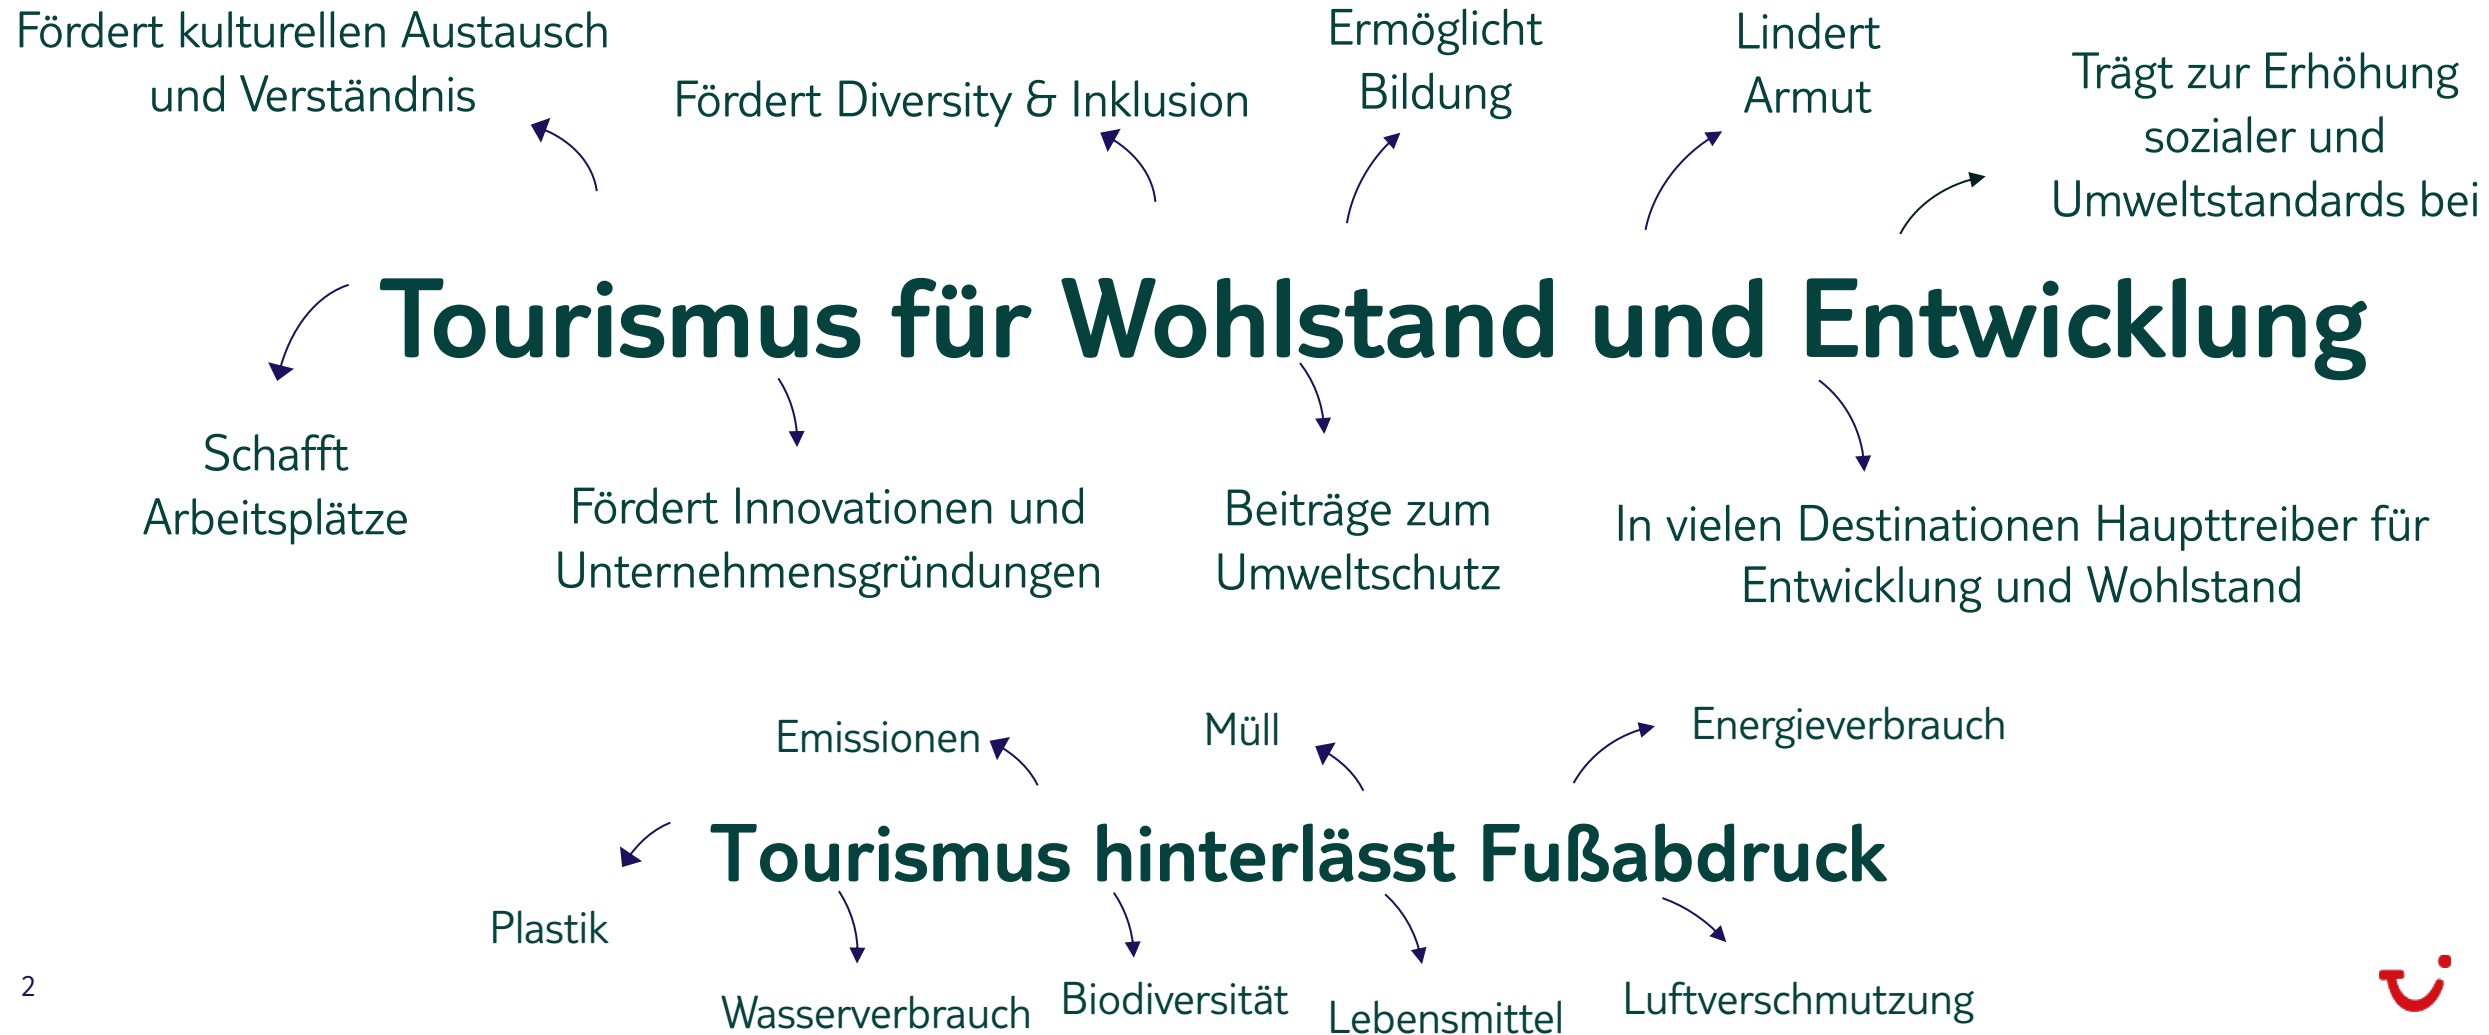 Fördert kulturellen Austausch
und Verständnis
Fördert Diversity & Inklusion
Ermöglicht
Bildung
Lindert
Armut
Trägt zur Erhöhung
sozialer und
Umweltstandards bei
Tourismus für Wohlstand und Entwicklung
Schafft
Arbeitsplätze
Fördert Innovationen und
Unternehmensgründungen
Beiträge zum
Umweltschutz
In vielen Destinationen Haupttreiber für
Entwicklung und Wohlstand
Emissionen
Müll
Energieverbrauch
Tourismus hinterlässt Fußabdruck
Plastik
Wasserverbrauch
Biodiversität
Lebensmittel
Luftverschmutzung
2